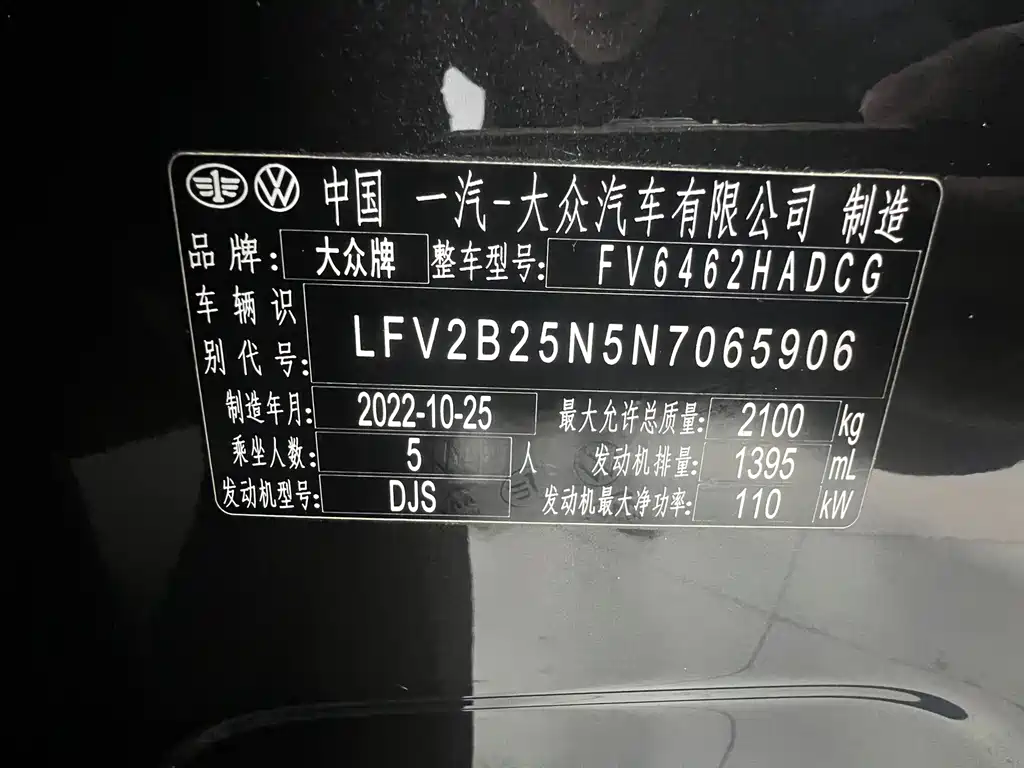 中国 一汽-大众汽车有限公司 制造
品牌: 大众牌 整车型号: FV6462HADCG
车辆识别代号: LFV2B25N5N7065906
制造年月: 2022-10-25 最大允许总质量: 2100 kg
乘坐人数: 5 人 发动机排量: 1395 mL
发动机型号: DJS 发动机最大净功率: 110 kW